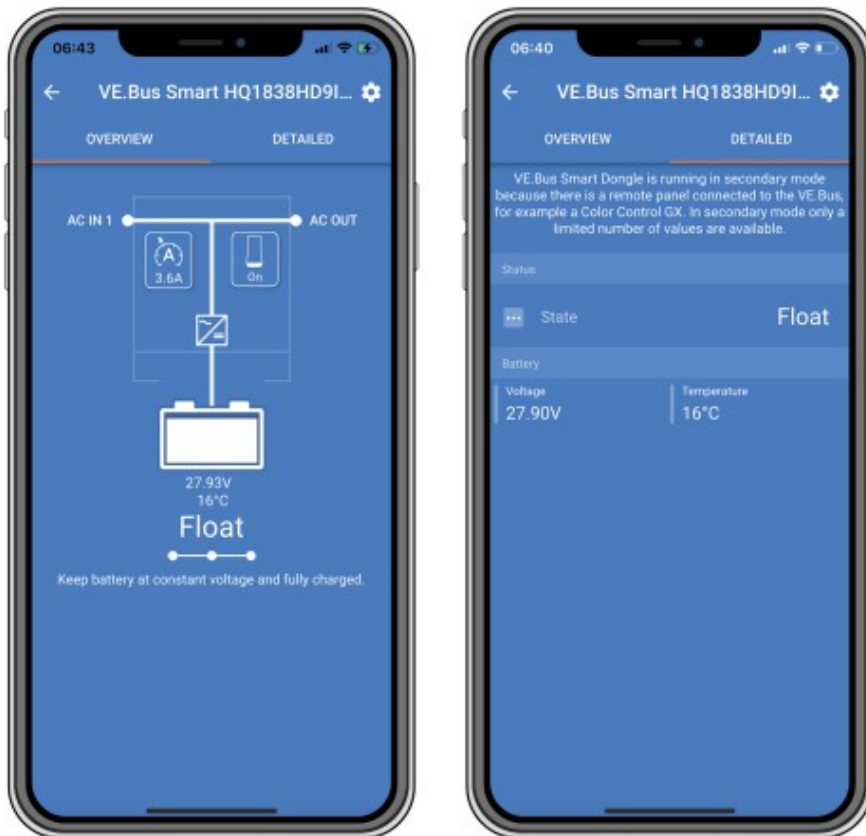 06:43
VE.Bus Smart HQ1838HD9I...
OVERVIEW DETAILED
AC IN 1 AC OUT
3.6A On
27.93V
16°C
Float
Keep battery at constant voltage and fully charged.
06:40
VE.Bus Smart HQ1838HD9I...
OVERVIEW DETAILED
VE.Bus Smart Dongle is running in secondary mode
because there is a remote panel connected to the VE.Bus,
for example a Color Control GX. In secondary mode only a
limited number of values are available.
Status
State Float
Battery
Voltage Temperature
27.90V 16°C